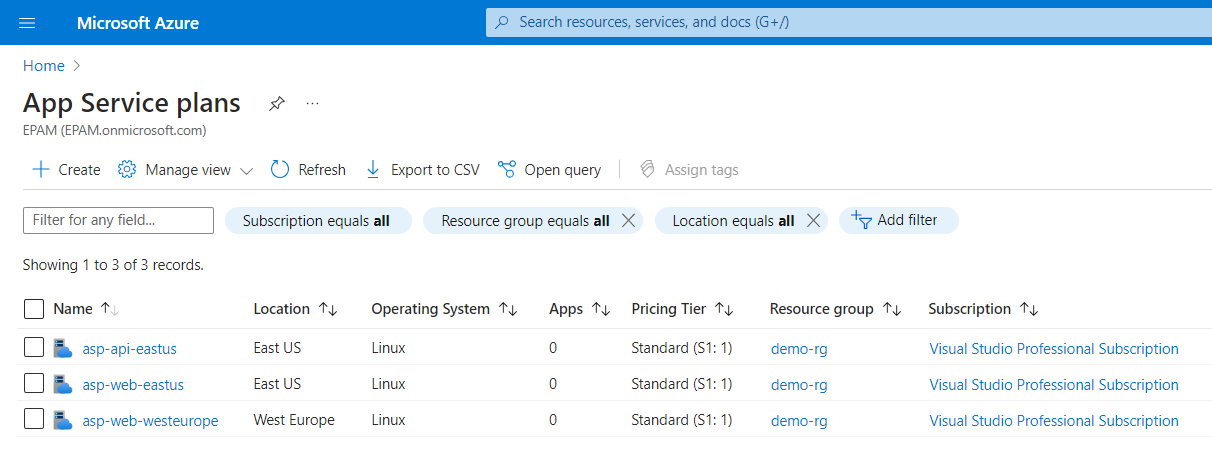 Microsoft Azure
Search resources, services, and docs (G+/)
Home
App Service plans
EPAM (EPAM.onmicrosoft.com)
Create Manage view Refresh Export to CSV Open query Assign tags
Filter for any field... Subscription equals all Resource group equals all Location equals all Add filter
Showing 1 to 3 of 3 records.
Name Location Operating System Apps Pricing Tier Resource group Subscription
asp-api-eastus East US Linux 0 Standard (S1: 1) demo-rg Visual Studio Professional Subscription
asp-web-eastus East US Linux 0 Standard (S1: 1) demo-rg Visual Studio Professional Subscription
asp-web-westeurope West Europe Linux 0 Standard (S1: 1) demo-rg Visual Studio Professional Subscription